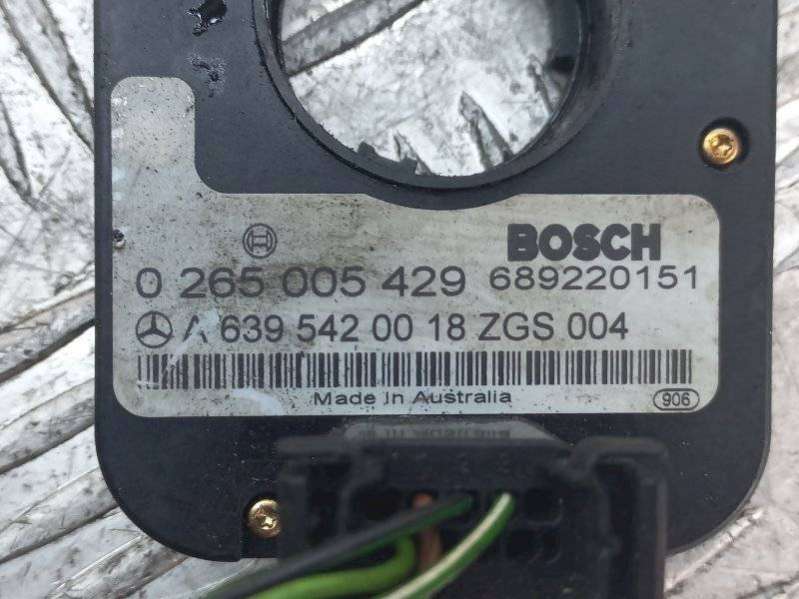 BOSCH
0 265 005 429 689220151
A 639 542 00 18 ZGS 004
Made in Australia
906